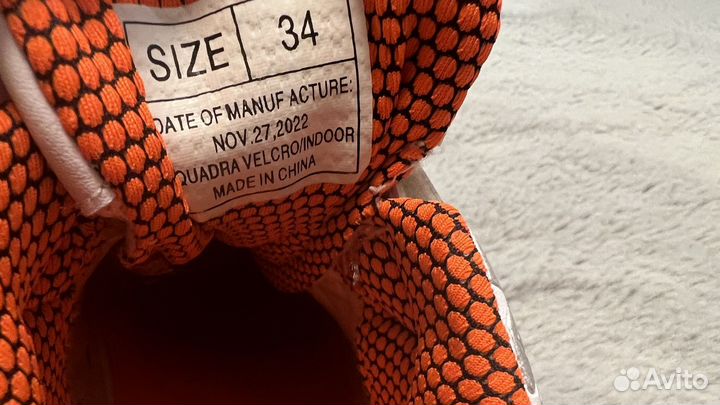 SIZE 34
DATE OF MANUF ACTURE:
NOV.27,2022
QUADRA VELCRO/INDOOR
MADE IN CHINA
Avito